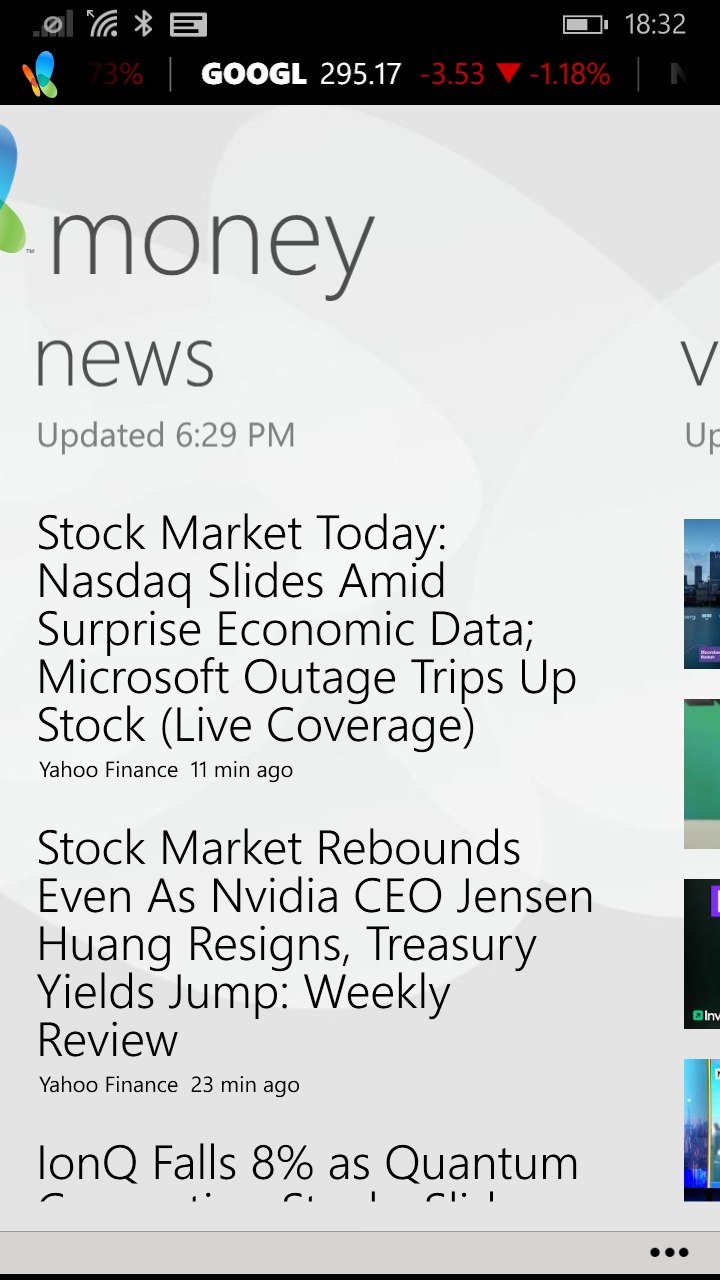 18:32
73% GOOGL 295.17 -3.53 ▼ -1.18% N
™
money
news
Updated 6:29 PM
Stock Market Today:
Nasdaq Slides Amid
Surprise Economic Data;
Microsoft Outage Trips Up
Stock (Live Coverage)
Yahoo Finance 11 min ago
Stock Market Rebounds
Even As Nvidia CEO Jensen
Huang Resigns, Treasury
Yields Jump: Weekly
Review
Yahoo Finance 23 min ago
IonQ Falls 8% as Quantum
v
Up
Inv